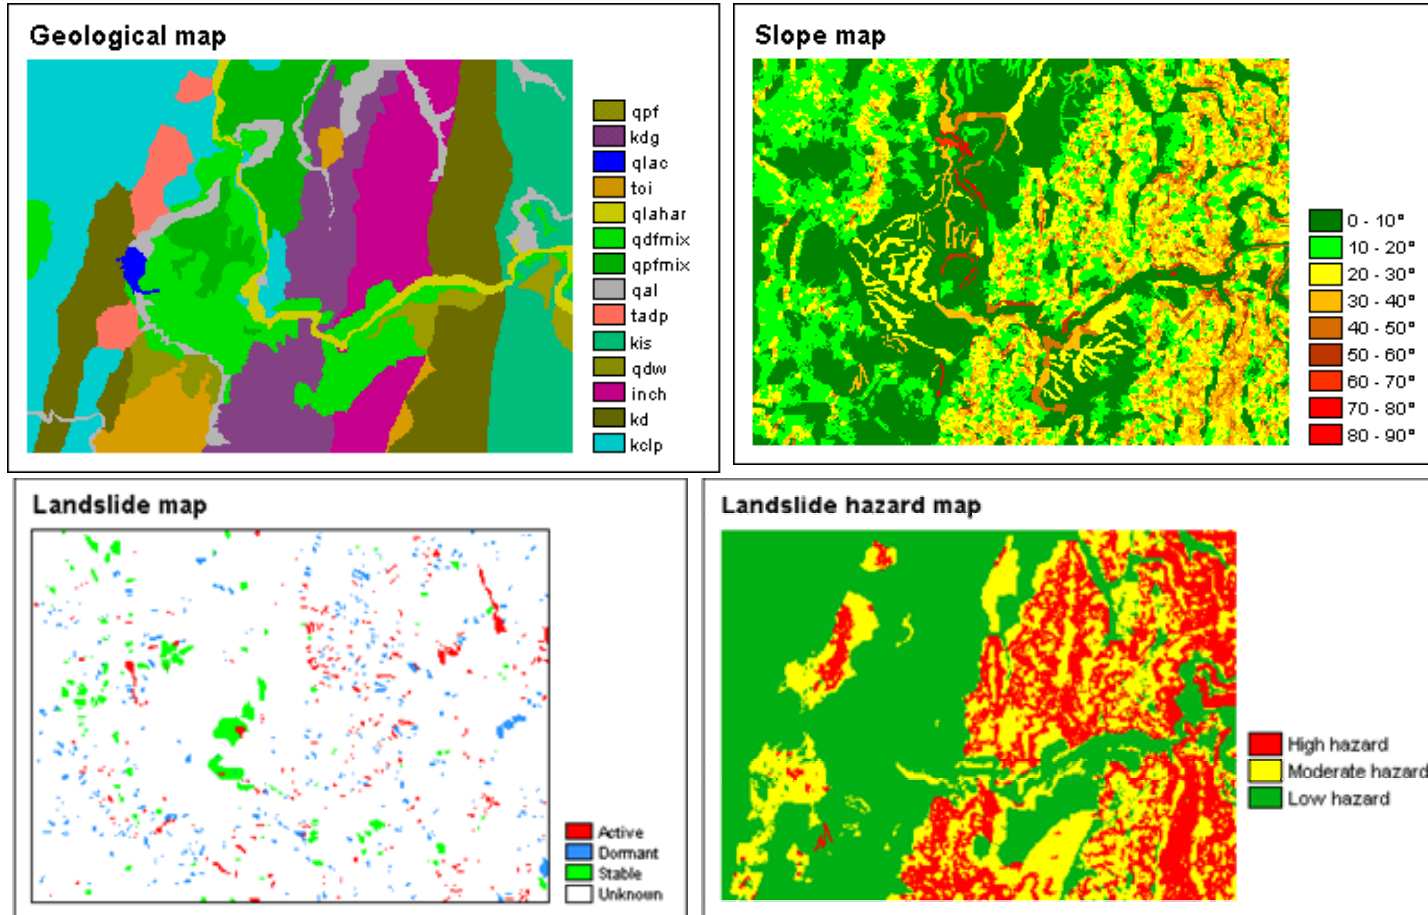 Geological map
qpf
kdg
qlac
toi
qlahar
qdfmix
qpfmix
qal
tadp
kis
qdw
inch
kd
kclp
Slope map
0 - 10°
10 - 20°
20 - 30°
30 - 40°
40 - 50°
50 - 60°
60 - 70°
70 - 80°
80 - 90°
Landslide map
Active
Dormant
Stable
Unknown
Landslide hazard map
High hazard
Moderate hazard
Low hazard